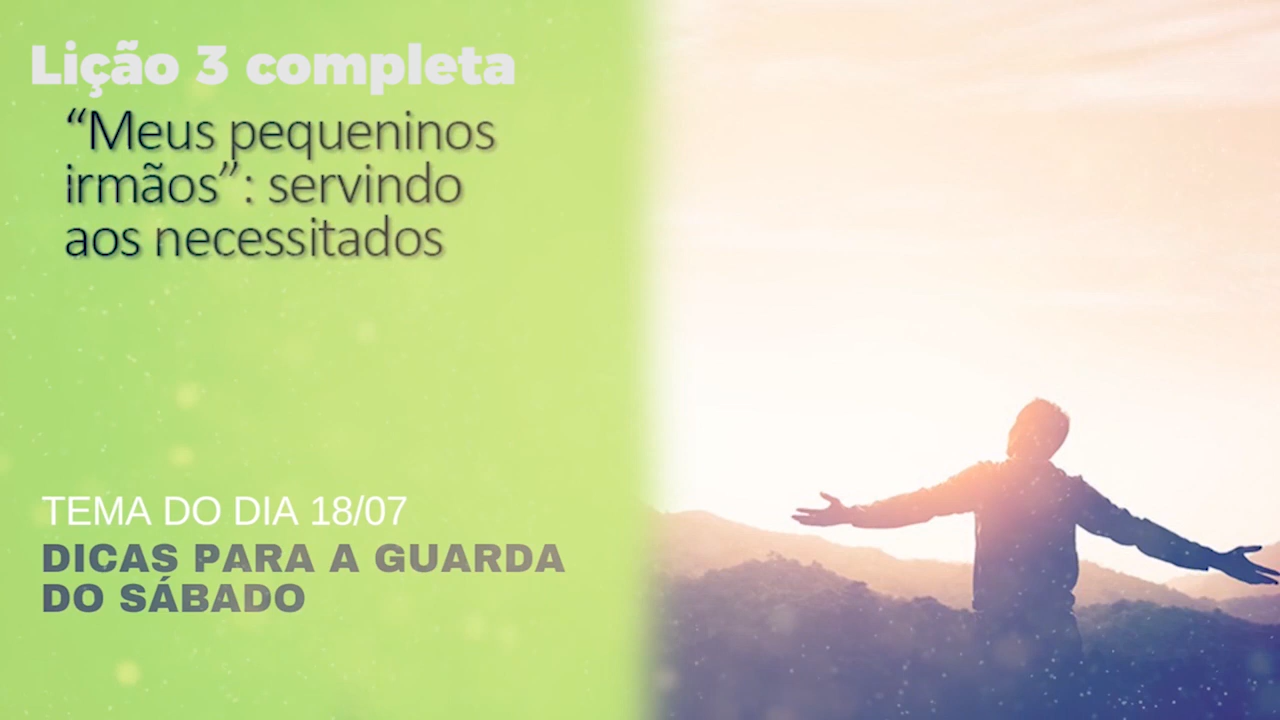 Lição 3 completa
“Meus pequeninos
irmãos”: servindo
aos necessitados
TEMA DO DIA 18/07
DICAS PARA A GUARDA
DO SÁBADO